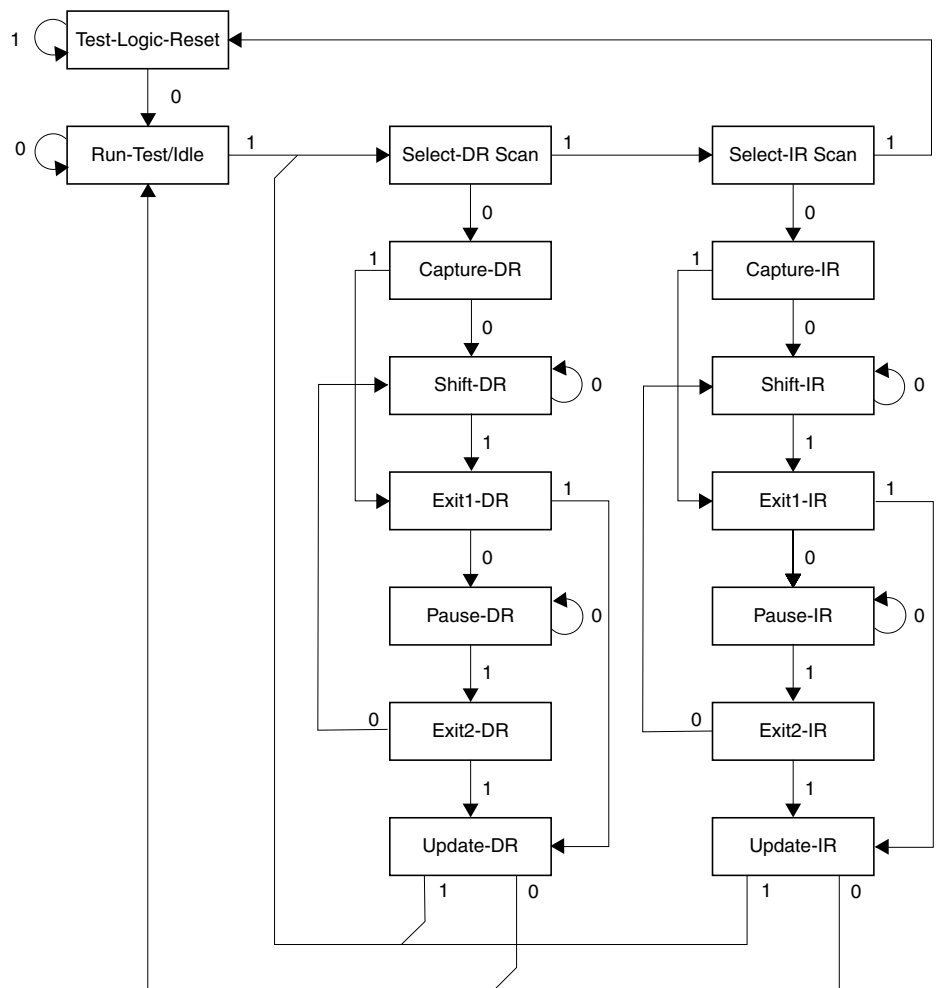 1
Test-Logic-Reset
0
0
Run-Test/Idle
1
Select-DR Scan
1
Select-IR Scan
1
0
0
1
Capture-DR
1
Capture-IR
0
0
Shift-DR
0
Shift-IR
0
1
1
Exit1-DR
1
Exit1-IR
1
0
0
Pause-DR
0
Pause-IR
0
1
1
0
Exit2-DR
0
Exit2-IR
1
1
Update-DR
Update-IR
1
0
1
0